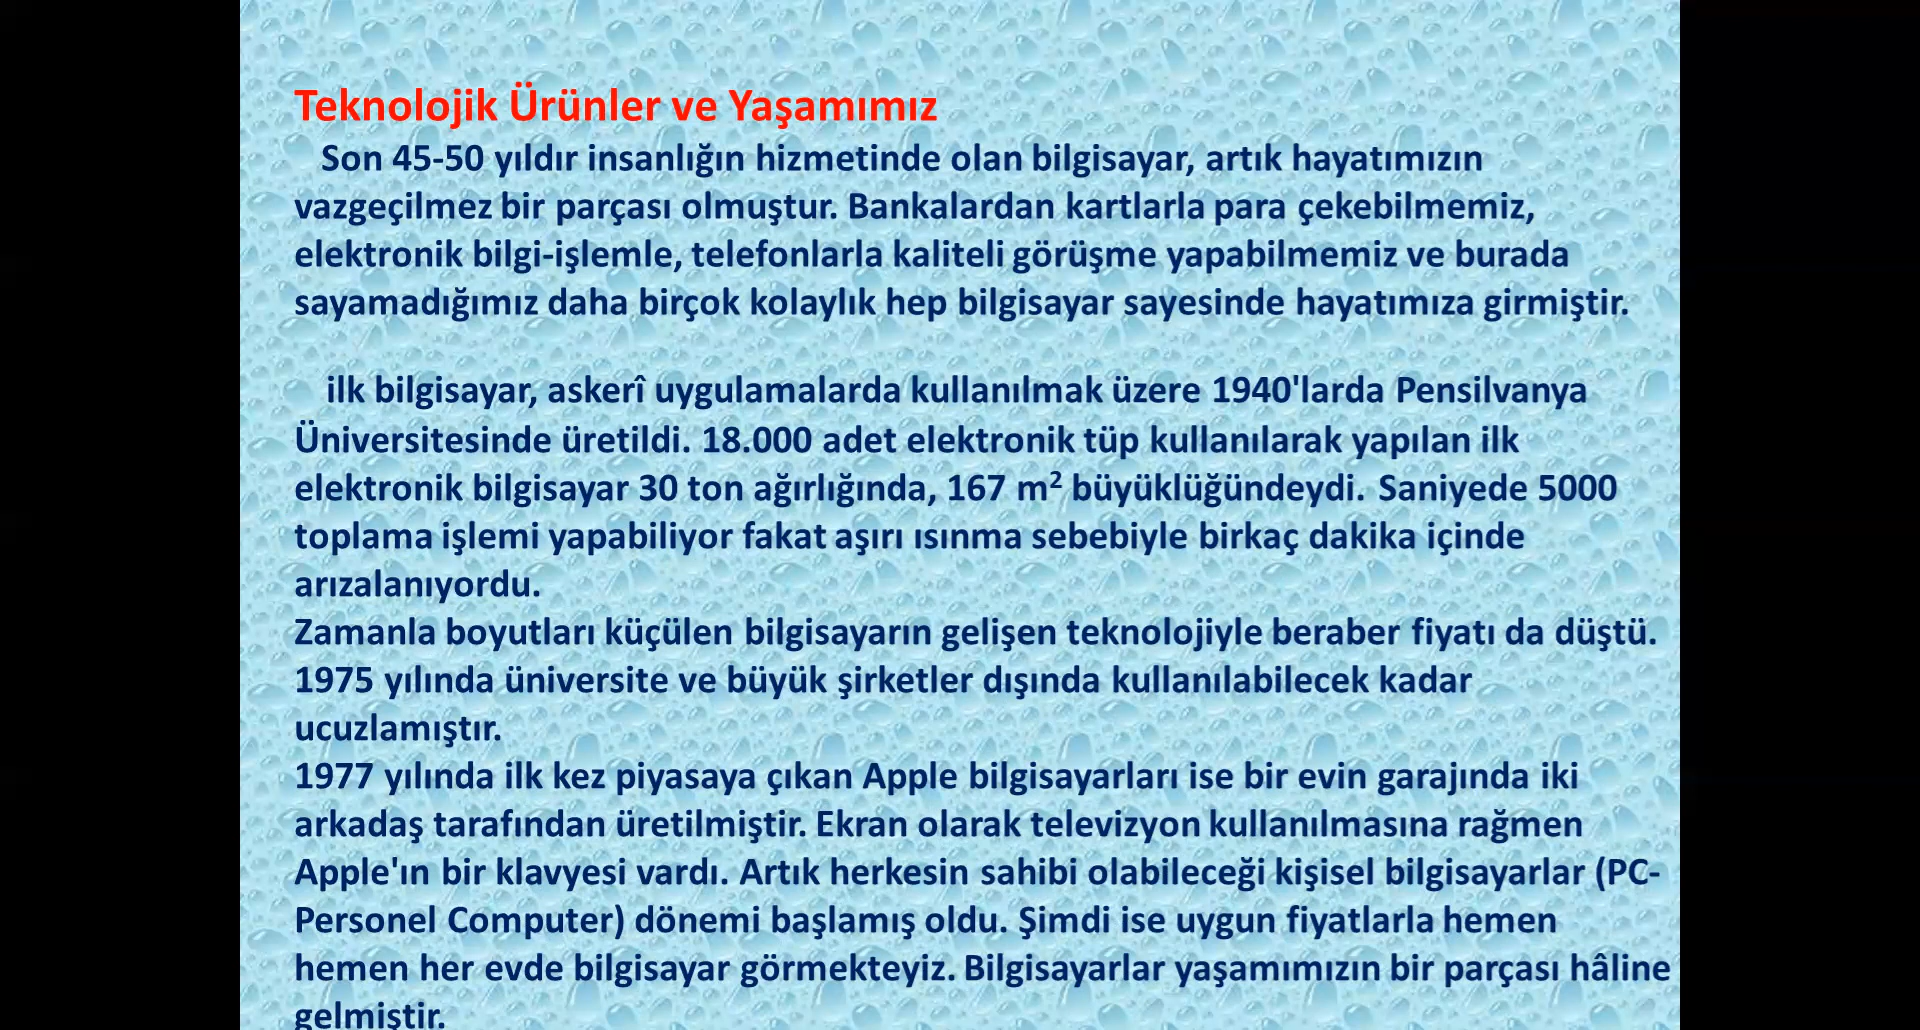 Teknolojik Ürünler ve Yaşamımız
Son 45-50 yıldır insanlığın hizmetinde olan bilgisayar, artık hayatımızın
vazgeçilmez bir parçası olmuştur. Bankalardan kartlarla para çekebilmemiz,
elektronik bilgi-işlemle, telefonlarla kaliteli görüşme yapabilmemiz ve burada
sayamadığımız daha birçok kolaylık hep bilgisayar sayesinde hayatımıza girmiştir.
ilk bilgisayar, askerî uygulamalarda kullanılmak üzere 1940'larda Pensilvanya
Üniversitesinde üretildi. 18.000 adet elektronik tüp kullanılarak yapılan ilk
elektronik bilgisayar 30 ton ağırlığında, 167 m² büyüklüğündeydi. Saniyede 5000
toplama işlemi yapabiliyor fakat aşırı ısınma sebebiyle birkaç dakika içinde
arızalanıyordu.
Zamanla boyutları küçülen bilgisayarın gelişen teknolojiyle beraber fiyatı da düştü.
1975 yılında üniversite ve büyük şirketler dışında kullanılabilecek kadar
ucuzlamıştır.
1977 yılında ilk kez piyasaya çıkan Apple bilgisayarları ise bir evin garajında iki
arkadaş tarafından üretilmiştir. Ekran olarak televizyon kullanılmasına rağmen
Apple'ın bir klavyesi vardı. Artık herkesin sahibi olabileceği kişisel bilgisayarlar (PC-
Personel Computer) dönemi başlamış oldu. Şimdi ise uygun fiyatlarla hemen
hemen her evde bilgisayar görmekteyiz. Bilgisayarlar yaşamımızın bir parçası hâline
gelmiştir.